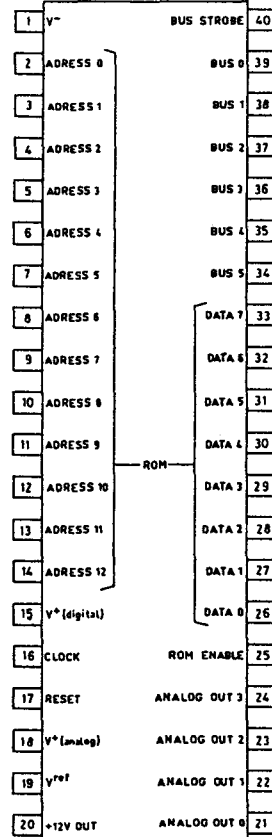 1 V- BUS STROBE 40
2 ADRESS 0 BUS 0 39
3 ADRESS 1 BUS 1 38
4 ADRESS 2 BUS 2 37
5 ADRESS 3 BUS 3 36
6 ADRESS 4 BUS 4 35
7 ADRESS 5 BUS 5 34
8 ADRESS 6 DATA 7 33
9 ADRESS 7 DATA 6 32
10 ADRESS 8 DATA 5 31
11 ADRESS 9 DATA 4 30
ROM
12 ADRESS 10 DATA 3 29
13 ADRESS 11 DATA 2 28
14 ADRESS 12 DATA 1 27
15 V+(digital) DATA 0 26
16 CLOCK ROM ENABLE 25
17 RESET ANALOG OUT 3 24
18 V+(analog) ANALOG OUT 2 23
19 Vref ANALOG OUT 1 22
20 +12V OUT ANALOG OUT 0 21